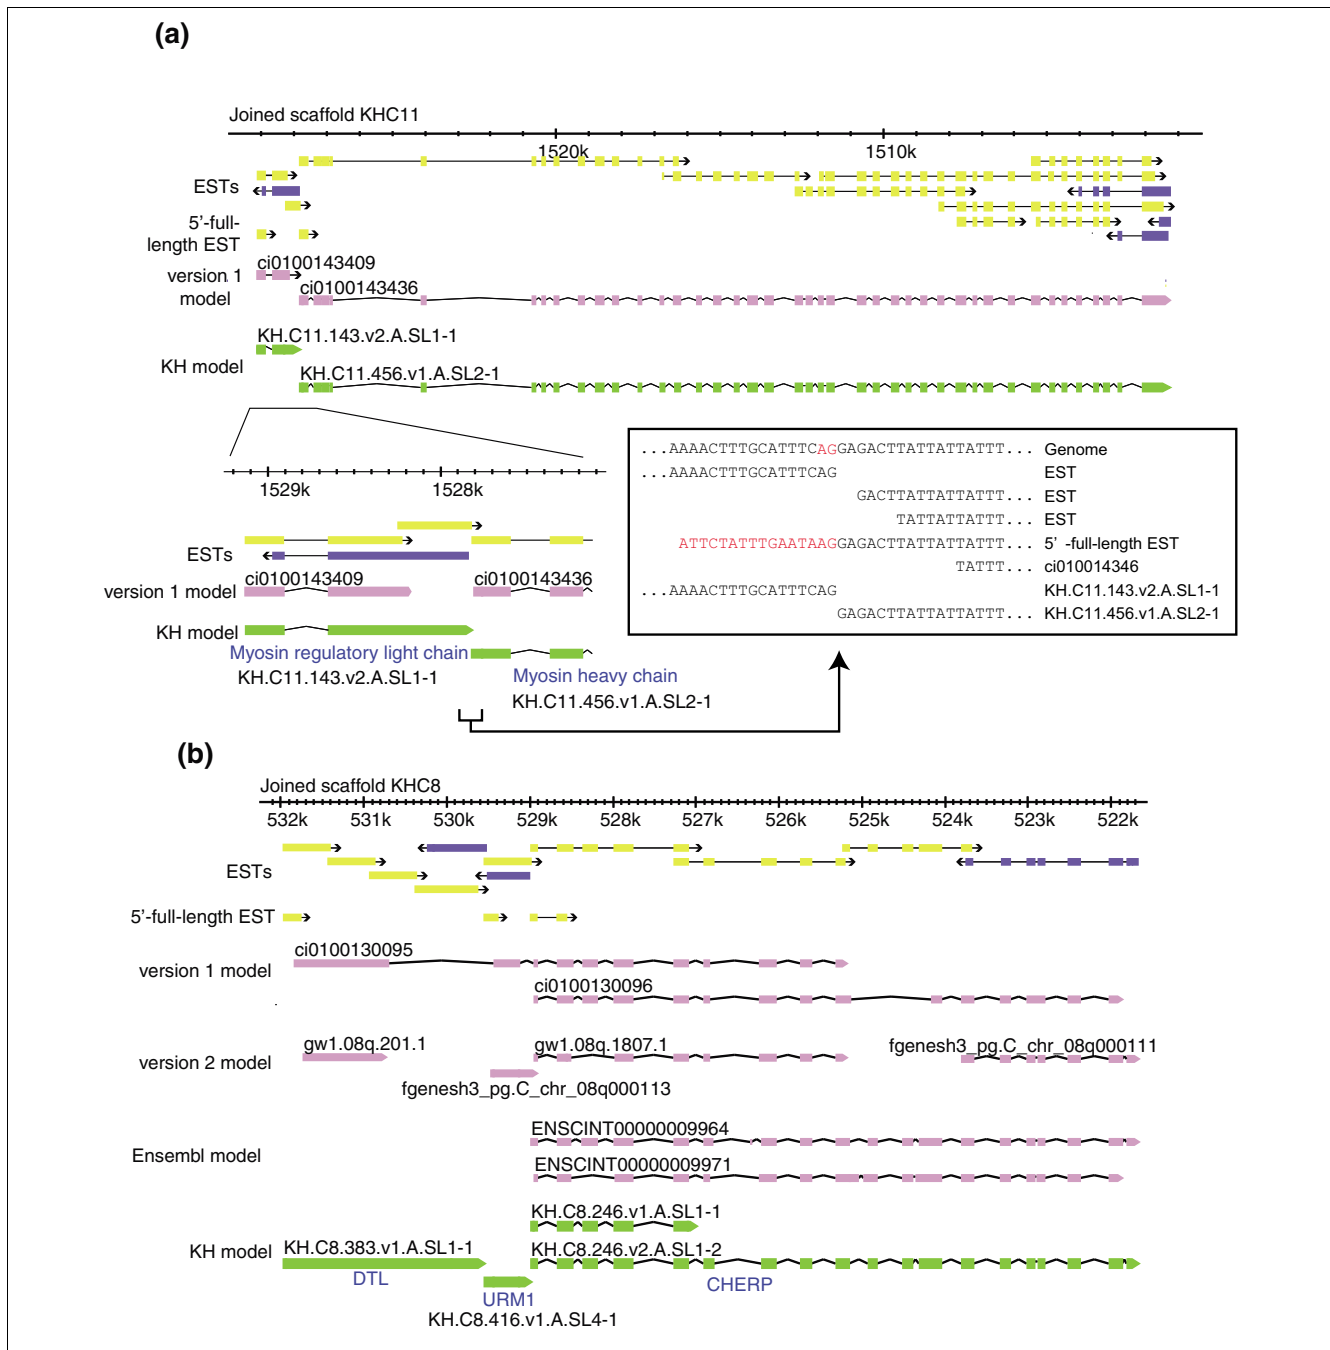 (a)
Joined scaffold KHC11
1520k
1510k
ESTs
5'-full-
length EST
version 1
model
ci0100143409
ci0100143436
KH.C11.143.v2.A.SL1-1
KH model
KH.C11.456.v1.A.SL2-1
1529k
1528k
ESTs
ci0100143409
ci0100143436
version 1 model
KH model
Myosin regulatory light chain
KH.C11.143.v2.A.SL1-1
Myosin heavy chain
KH.C11.456.v1.A.SL2-1
...AAAACTTTGCATTTCAGGAGACTTATTATTATTT... Genome
...AAAACTTTGCATTTCAG EST
GACTTATTATTATTT... EST
TATTATTATTT... EST
ATTCTATTTGAATAAGGAGACTTATTATTATTT... 5' -full-length EST
TATTT... ci010014346
...AAAACTTTGCATTTCAG KH.C11.143.v2.A.SL1-1
GAGACTTATTATTATTT... KH.C11.456.v1.A.SL2-1
(b)
Joined scaffold KHC8
532k 531k 530k 529k 528k 527k 526k 525k 524k 523k 522k
ESTs
5'-full-length EST
ci0100130095
version 1 model
ci0100130096
version 2 model
gw1.08q.201.1
gw1.08q.1807.1
fgenesh3_pg.C_chr_08q000111
fgenesh3_pg.C_chr_08q000113
ENSCINT00000009964
Ensembl model
ENSCINT00000009971
KH.C8.246.v1.A.SL1-1
KH model
KH.C8.383.v1.A.SL1-1
KH.C8.246.v2.A.SL1-2
DTL
CHERP
URM1
KH.C8.416.v1.A.SL4-1